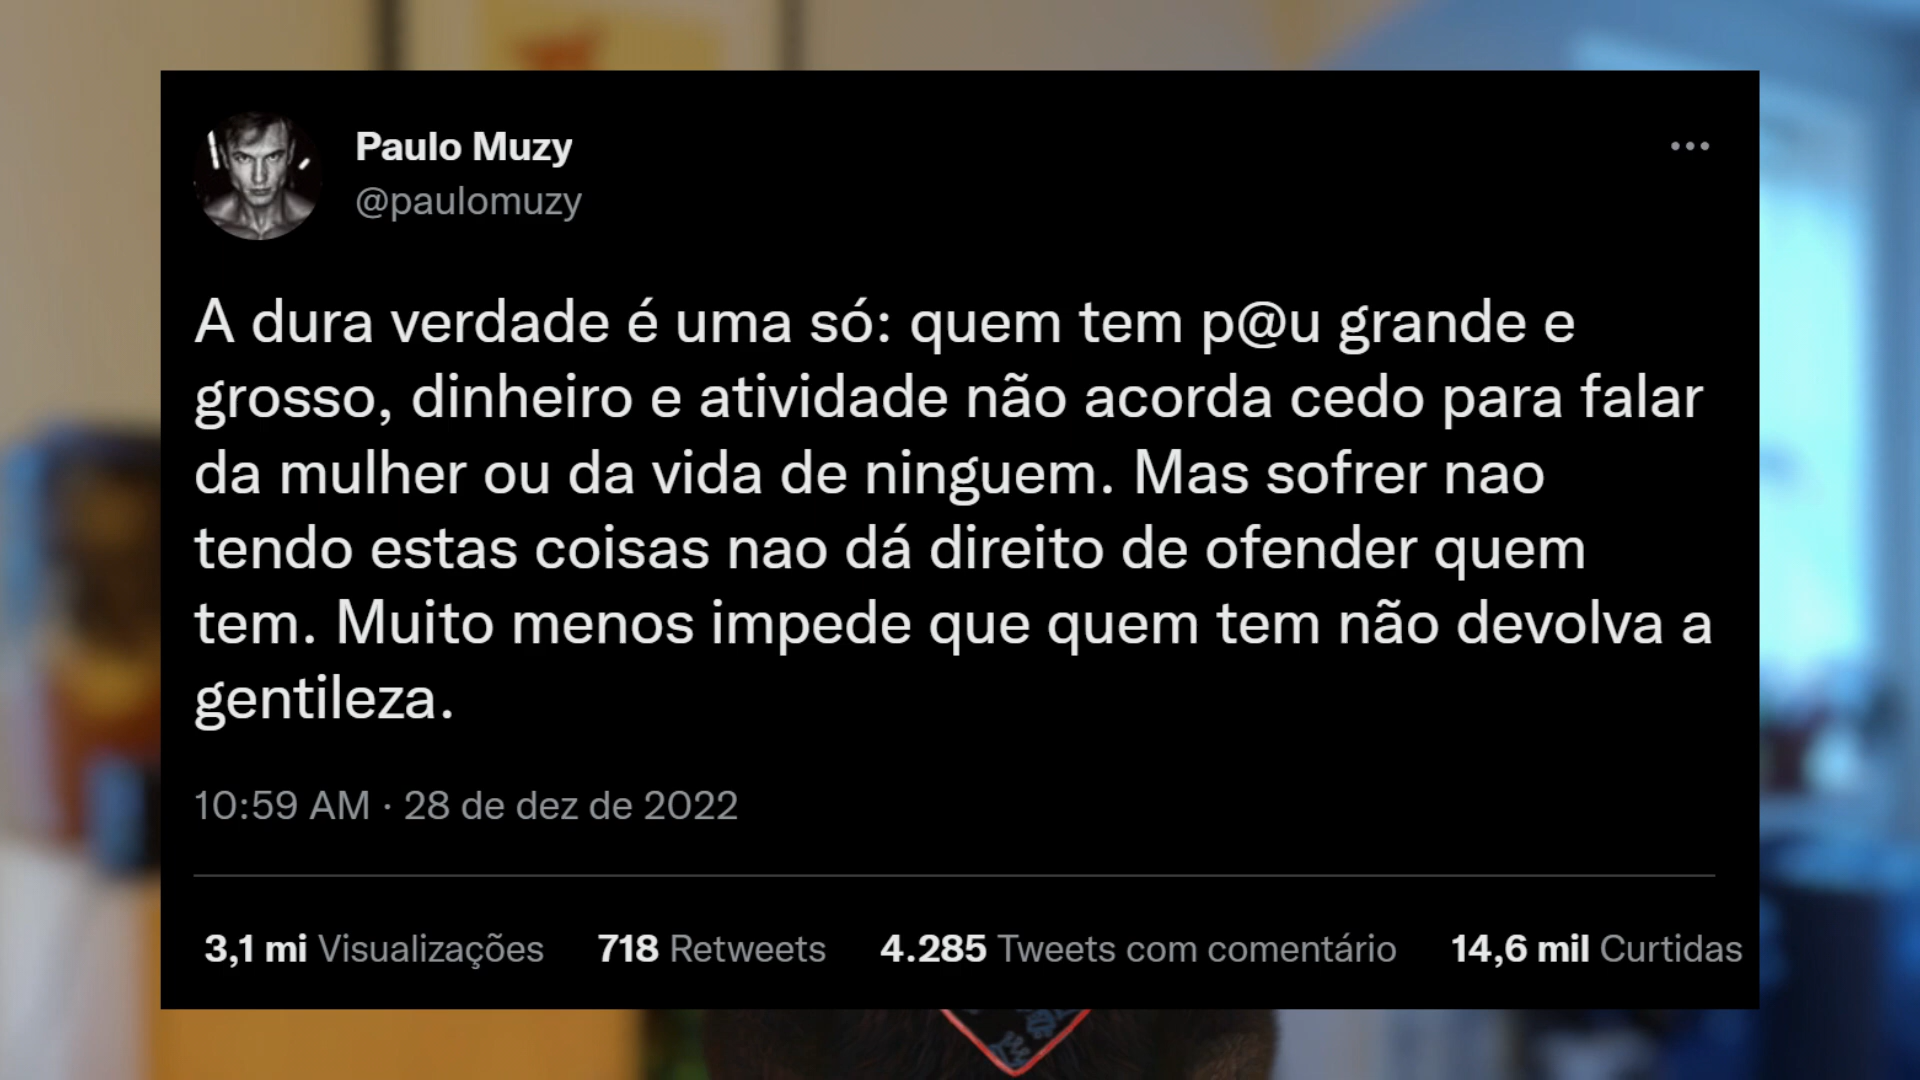 Paulo Muzy
@paulomuzy
A dura verdade é uma só: quem tem p@u grande e
grosso, dinheiro e atividade não acorda cedo para falar
da mulher ou da vida de ninguem. Mas sofrer nao
tendo estas coisas nao dá direito de ofender quem
tem. Muito menos impede que quem tem não devolva a
gentileza.
10:59 AM · 28 de dez de 2022
3,1 mi Visualizações 718 Retweets 4.285 Tweets com comentário 14,6 mil Curtidas